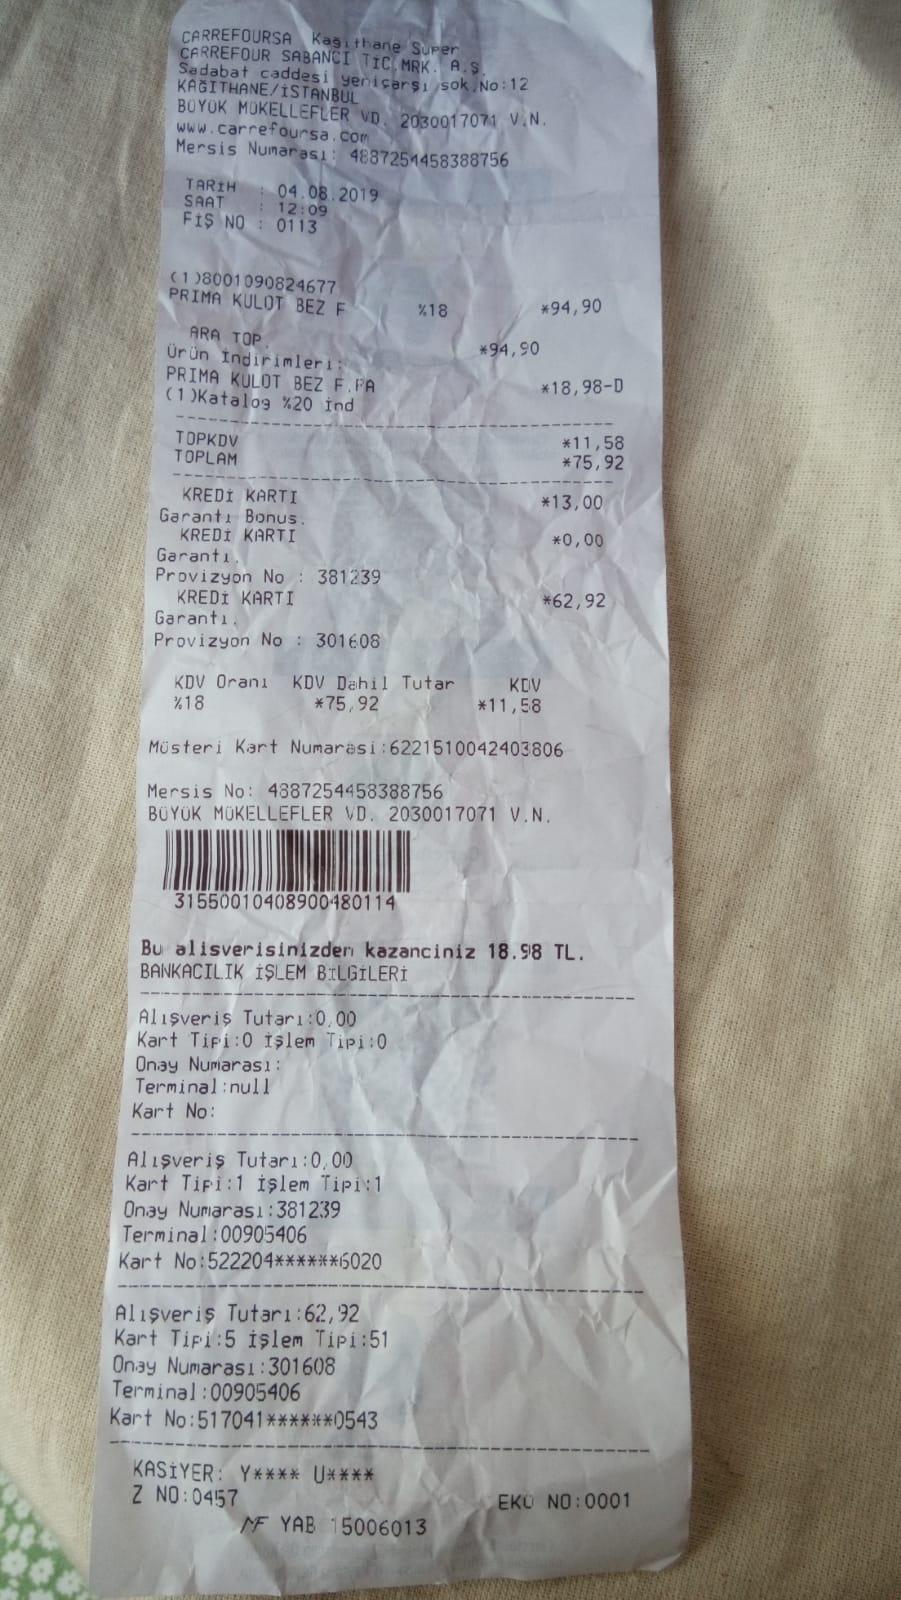 CARREFOURSA Kağıthane Super
CARREFOUR SABANCI TİC.MRK. A.Ş.
Sadabat caddesi yeniçarşı sok.No:12
KAĞITHANE/İSTANBUL
BÜYÜK MÜKELLEFLER VD. 2030017071 V.N.
www.carrefoursa.com
Mersis Numarası: 4887254458388756
TARİH : 04.08.2019
SAAT : 12:09
FİŞ NO : 0113
(1)8001090824677
PRIMA KULOT BEZ F %18 *94,90
ARA TOP. *94,90
Ürün İndirimleri:
PRIMA KULOT BEZ F.PA *18,98-D
(1)Katalog %20 İnd
TOPKDV *11,58
TOPLAM *75,92
KREDİ KARTI *13,00
Garantı Bonus.
KREDİ KARTI *0,00
Garantı.
Provizyon No : 381239
KREDİ KARTI *62,92
Garantı.
Provizyon No : 301608
KDV Oranı KDV Dahil Tutar KDV
%18 *75,92 *11,58
Müsteri Kart Numarası:6221510042403806
Mersis No: 4887254458388756
BÜYÜK MÜKELLEFLER VD. 2030017071 V.N.
31550010408900480114
Bu alisverisinizden kazanciniz 18.98 TL.
BANKACILIK İŞLEM BİLGİLERİ
Alışveriş Tutarı:0,00
Kart Tipi:0 İşlem Tipi:0
Onay Numarası:
Terminal:null
Kart No:
Alışveriş Tutarı:0,00
Kart Tipi:1 İşlem Tipi:1
Onay Numarası:381239
Terminal:00905406
Kart No:522204******6020
Alışveriş Tutarı:62,92
Kart Tipi:5 İşlem Tipi:51
Onay Numarası:301608
Terminal:00905406
Kart No:517041******0543
KASİYER: Y**** U****
Z NO:0457 EKÜ NO:0001
MF YAB 15006013